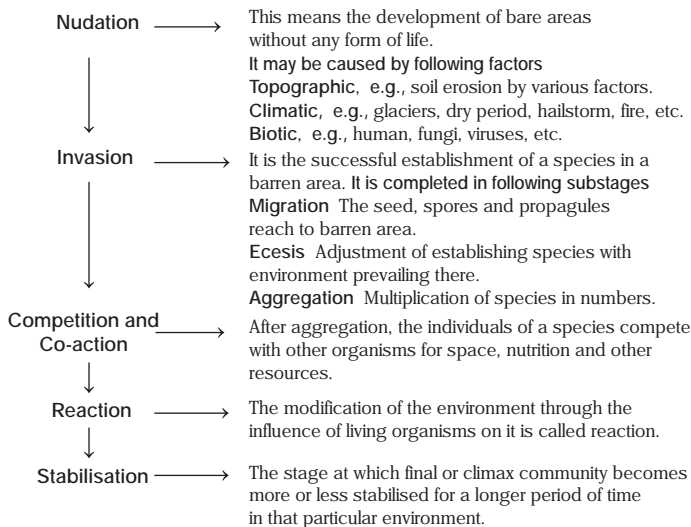 Nudation
This means the development of bare areas
without any form of life.
It may be caused by following factors
Topographic, e.g., soil erosion by various factors.
Climatic, e.g., glaciers, dry period, hailstorm, fire, etc.
Biotic, e.g., human, fungi, viruses, etc.
Invasion
It is the successful establishment of a species in a
barren area. It is completed in following substages
Migration The seed, spores and propagules
reach to barren area.
Ecesis Adjustment of establishing species with
environment prevailing there.
Aggregation Multiplication of species in numbers.
Competition and
Co-action
After aggregation, the individuals of a species compete
with other organisms for space, nutrition and other
resources.
Reaction
The modification of the environment through the
influence of living organisms on it is called reaction.
Stabilisation
The stage at which final or climax community becomes
more or less stabilised for a longer period of time
in that particular environment.